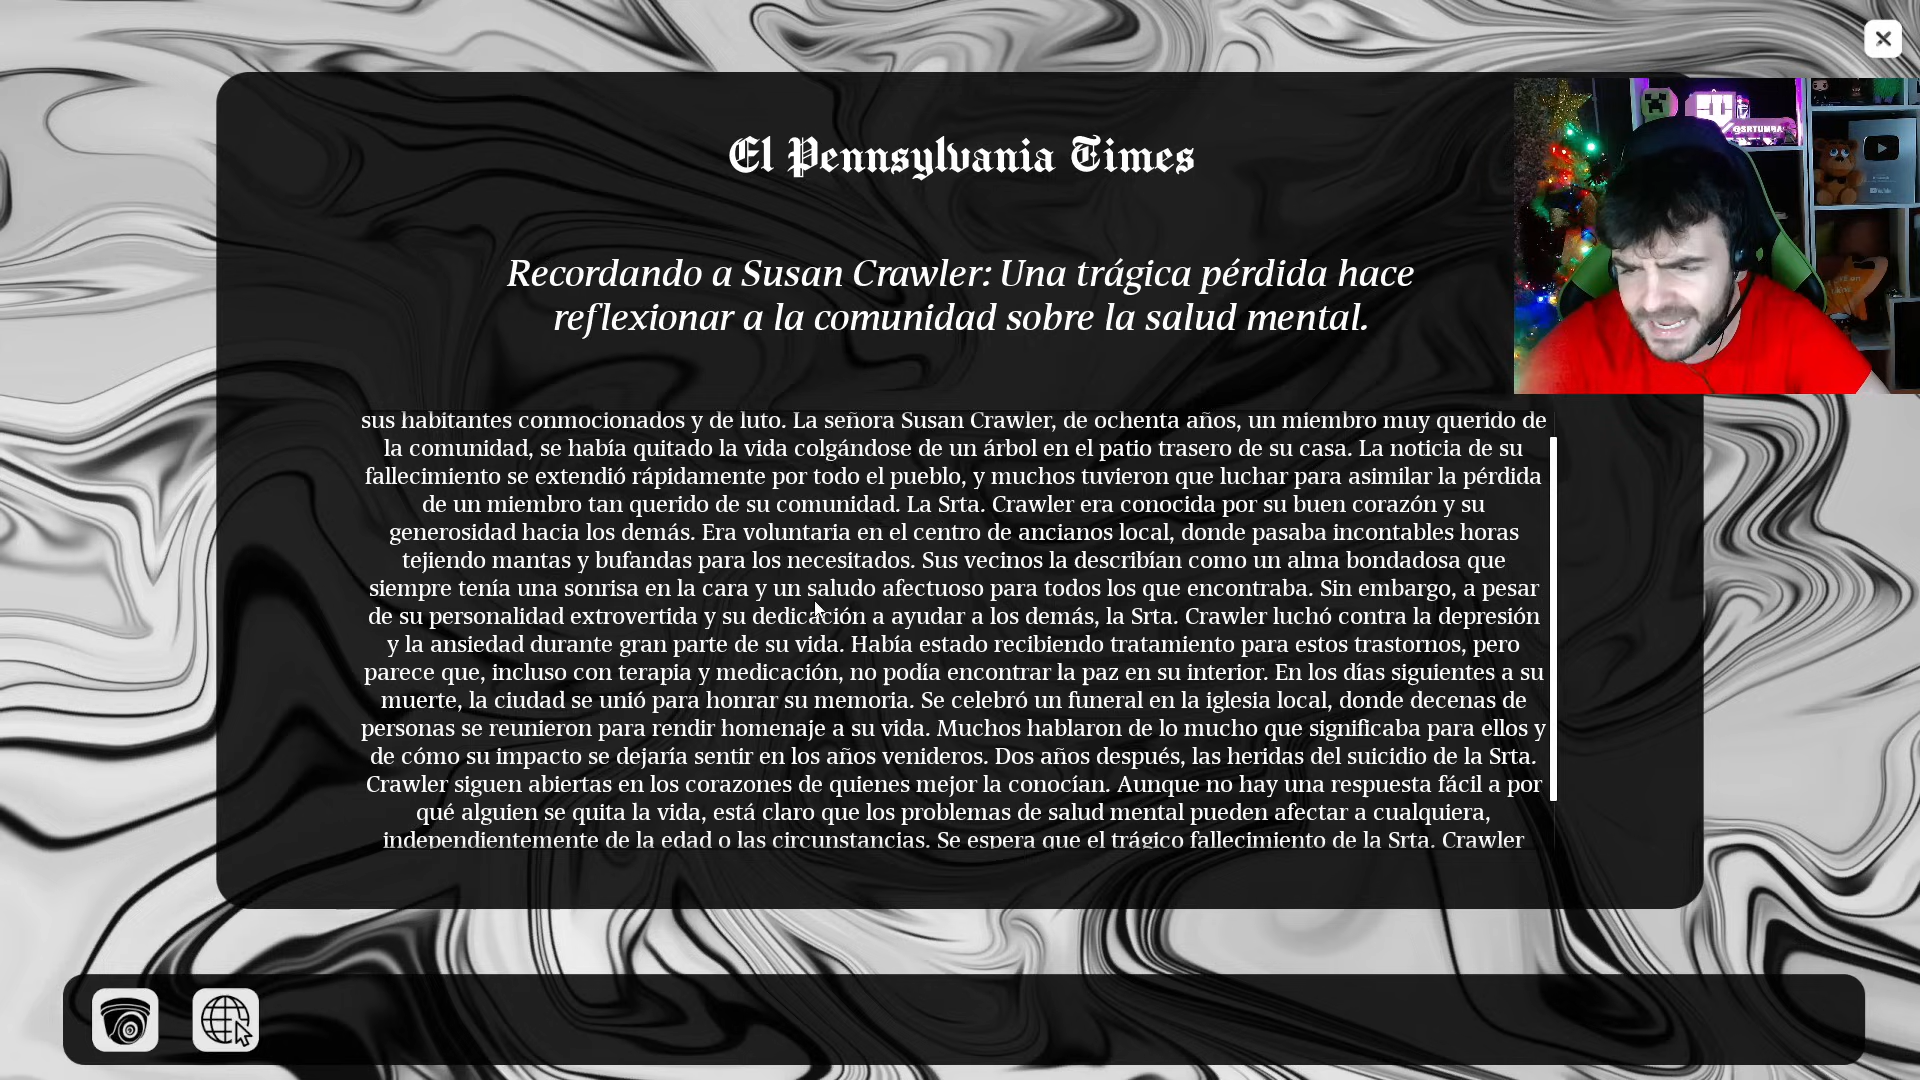 El Pennsylvania Times
@SRTUMBA
Recordando a Susan Crawler: Una trágica pérdida hace
reflexionar a la comunidad sobre la salud mental.
sus habitantes conmocionados y de luto. La señora Susan Crawler, de ochenta años, un miembro muy querido de
la comunidad, se había quitado la vida colgándose de un árbol en el patio trasero de su casa. La noticia de su
fallecimiento se extendió rápidamente por todo el pueblo, y muchos tuvieron que luchar para asimilar la pérdida
de un miembro tan querido de su comunidad. La Srta. Crawler era conocida por su buen corazón y su
generosidad hacia los demás. Era voluntaria en el centro de ancianos local, donde pasaba incontables horas
tejiendo mantas y bufandas para los necesitados. Sus vecinos la describían como un alma bondadosa que
siempre tenía una sonrisa en la cara y un saludo afectuoso para todos los que encontraba. Sin embargo, a pesar
de su personalidad extrovertida y su dedicación a ayudar a los demás, la Srta. Crawler luchó contra la depresión
y la ansiedad durante gran parte de su vida. Había estado recibiendo tratamiento para estos trastornos, pero
parece que, incluso con terapia y medicación, no podía encontrar la paz en su interior. En los días siguientes a su
muerte, la ciudad se unió para honrar su memoria. Se celebró un funeral en la iglesia local, donde decenas de
personas se reunieron para rendir homenaje a su vida. Muchos hablaron de lo mucho que significaba para ellos y
de cómo su impacto se dejaría sentir en los años venideros. Dos años después, las heridas del suicidio de la Srta.
Crawler siguen abiertas en los corazones de quienes mejor la conocían. Aunque no hay una respuesta fácil a por
qué alguien se quita la vida, está claro que los problemas de salud mental pueden afectar a cualquiera,
independientemente de la edad o las circunstancias. Se espera que el trágico fallecimiento de la Srta. Crawler